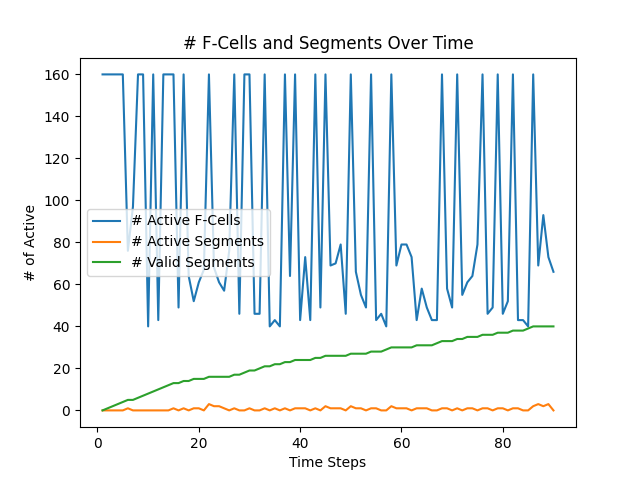 # F-Cells and Segments Over Time
160
140
120
100
80
60
40
20
0
# of Active
# Active F-Cells
# Active Segments
# Valid Segments
0 20 40 60 80
Time Steps